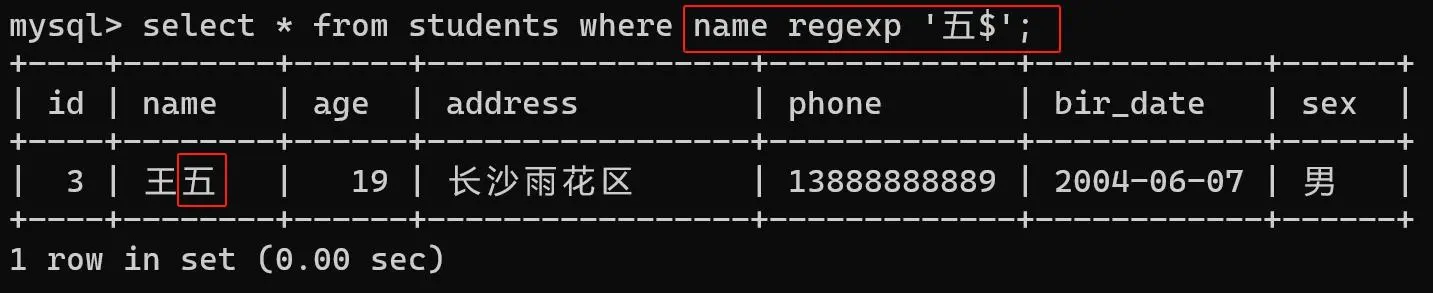 mysql> select * from students where name regexp '五$';
+----+--------+------+-----------------+-------------+------------+------+
| id | name   | age  | address         | phone       | bir_date   | sex  |
+----+--------+------+-----------------+-------------+------------+------+
|  3 | 王五   |   19 | 长沙雨花区      | 13888888889 | 2004-06-07 | 男   |
+----+--------+------+-----------------+-------------+------------+------+
1 row in set (0.00 sec)